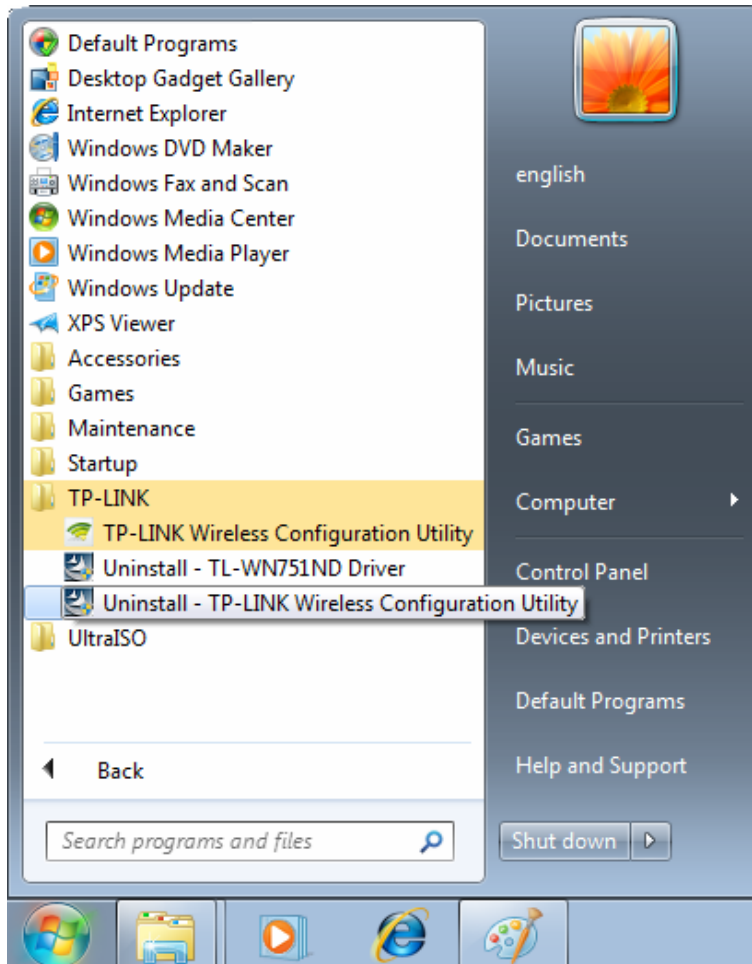 Default Programs
Desktop Gadget Gallery
Internet Explorer
Windows DVD Maker
Windows Fax and Scan
Windows Media Center
Windows Media Player
Windows Update
XPS Viewer
Accessories
Games
Maintenance
Startup
TP-LINK
TP-LINK Wireless Configuration Utility
Uninstall - TL-WN751ND Driver
Uninstall - TP-LINK Wireless Configuration Utility
UltraISO
Back
Search programs and files
english
Documents
Pictures
Music
Games
Computer
Control Panel
Devices and Printers
Default Programs
Help and Support
Shut down